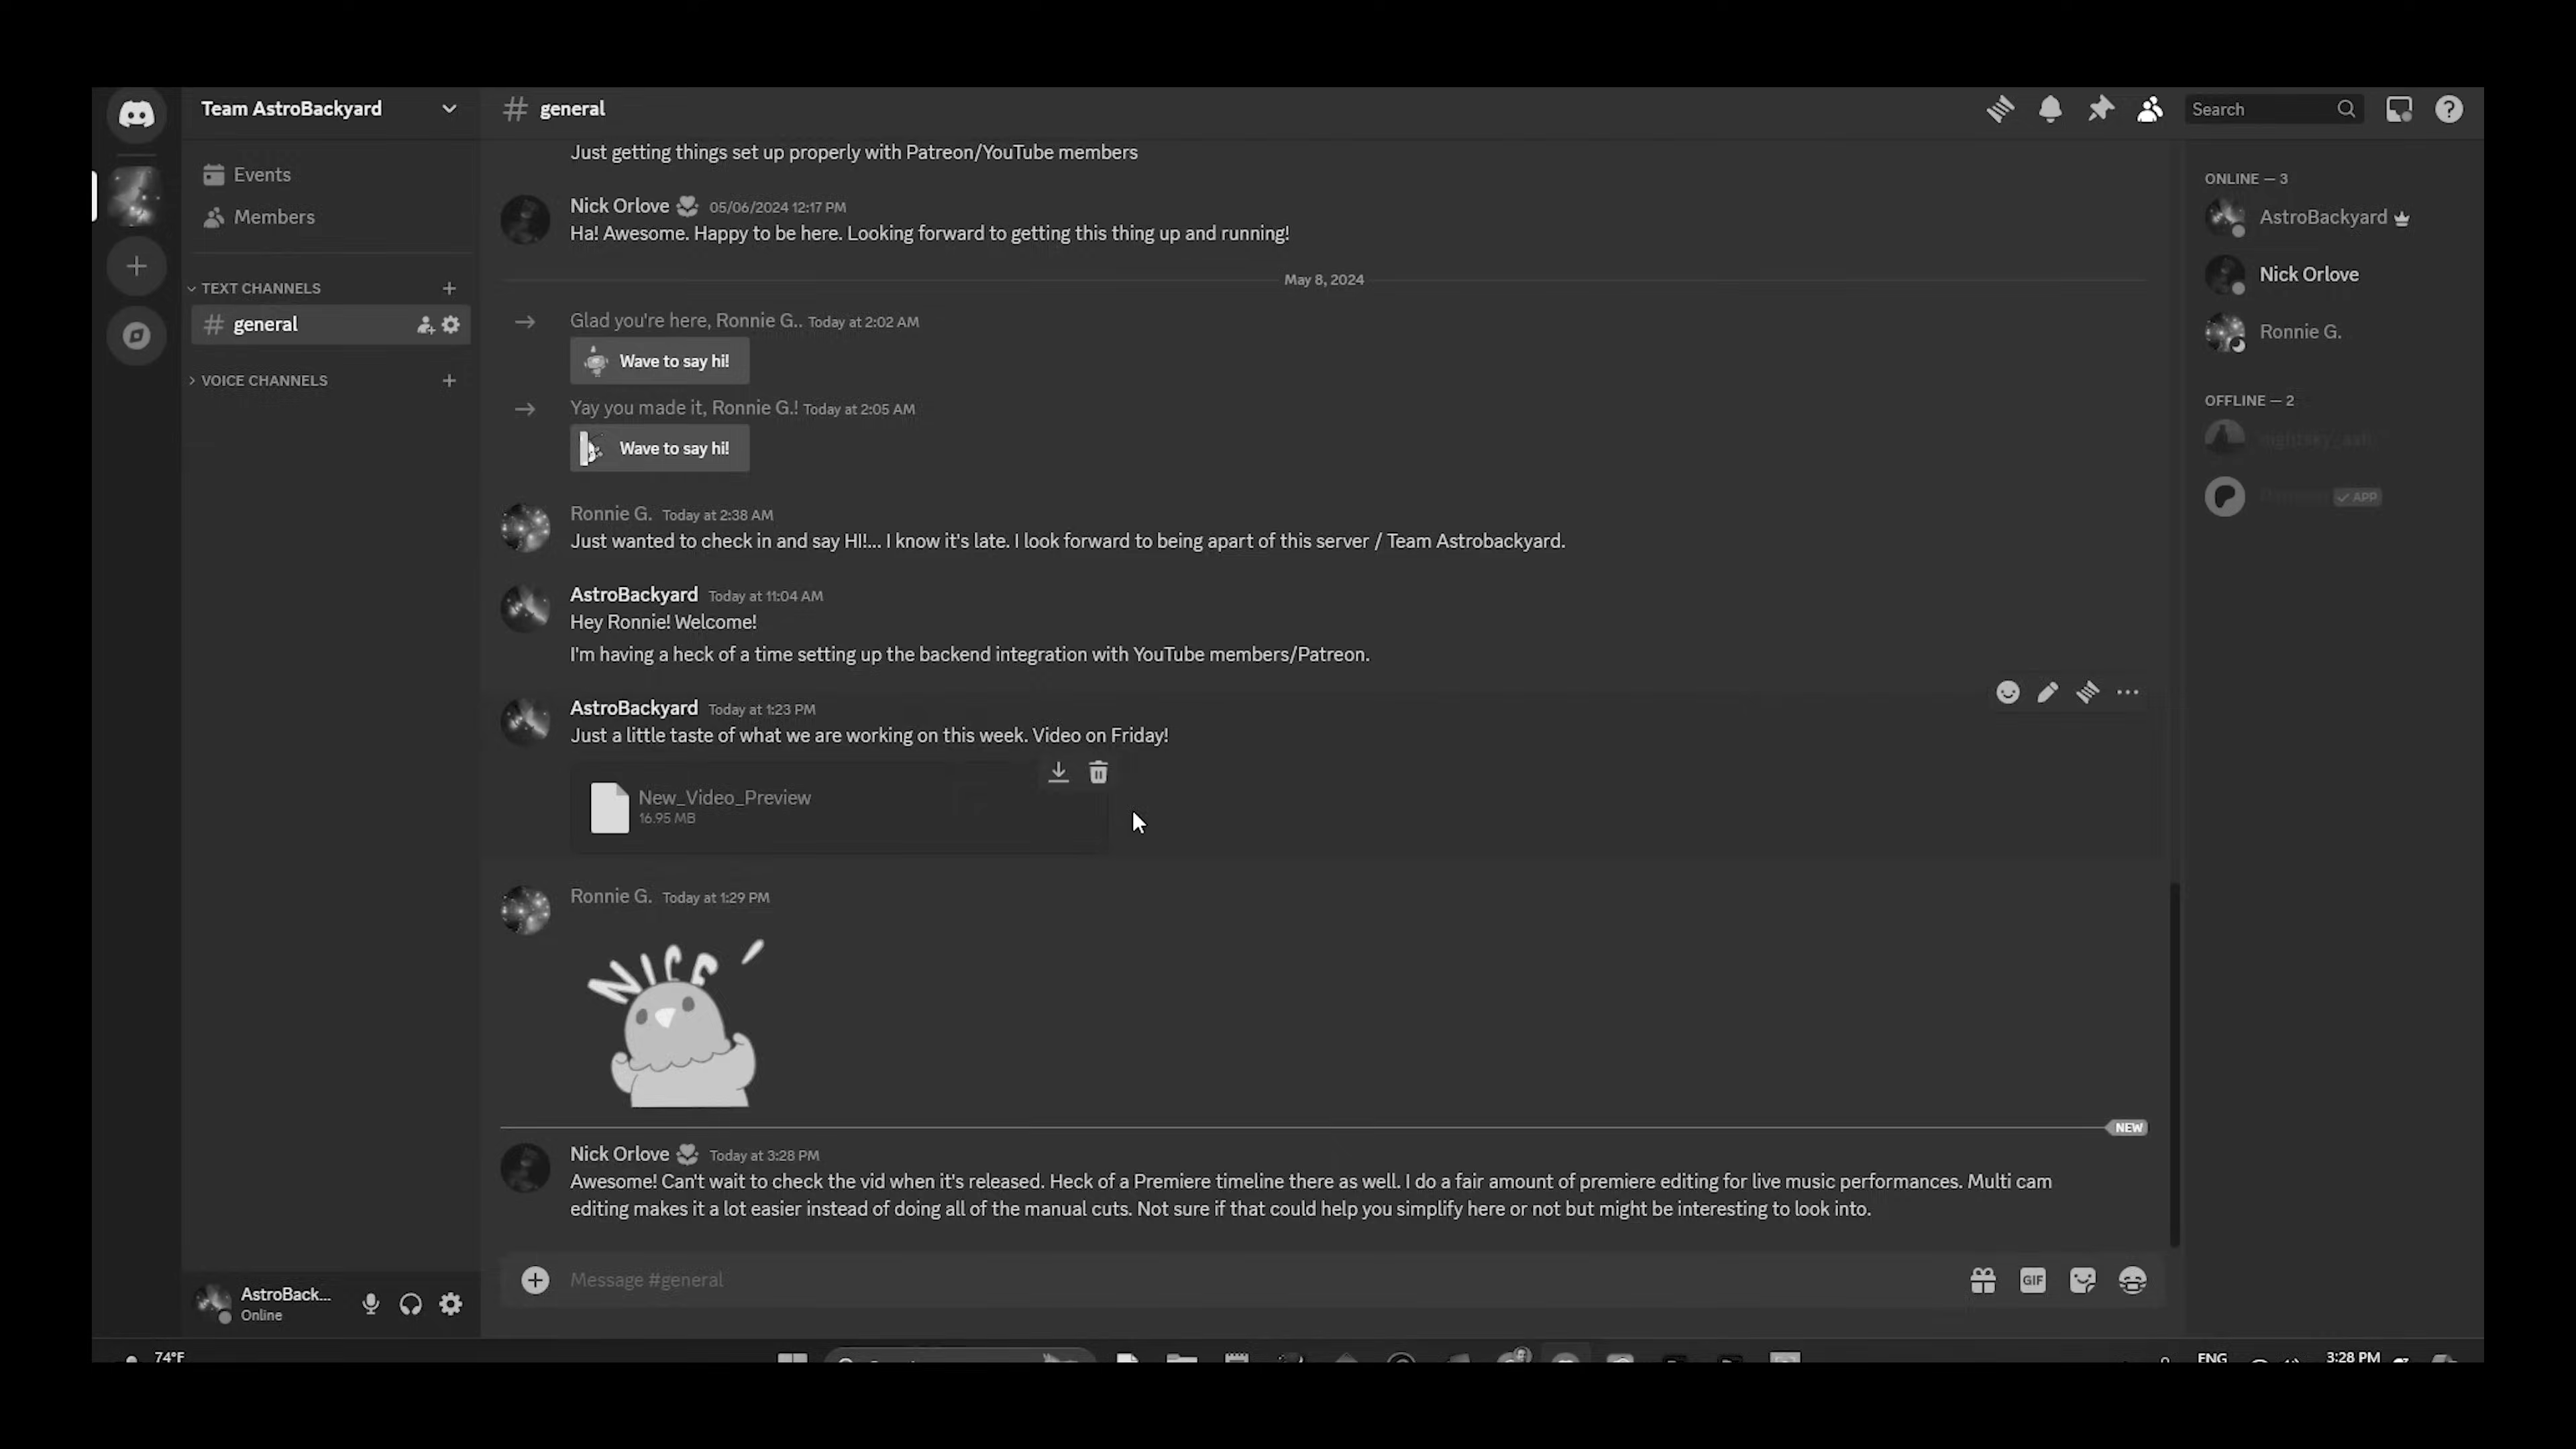 Team AstroBackyard
general
Search
Events
Members
TEXT CHANNELS
general
VOICE CHANNELS
Just getting things set up properly with Patreon/YouTube members
Nick Orlove 05/06/2024 12:17 PM
Ha! Awesome. Happy to be here. Looking forward to getting this thing up and running!
May 8, 2024
Glad you're here, Ronnie G.. Today at 2:02 AM
Wave to say hi!
Yay you made it, Ronnie G.! Today at 2:05 AM
Wave to say hi!
Ronnie G. Today at 2:38 AM
Just wanted to check in and say HI!... I know it's late. I look forward to being apart of this server / Team Astrobackyard.
AstroBackyard Today at 11:04 AM
Hey Ronnie! Welcome!
I'm having a heck of a time setting up the backend integration with YouTube members/Patreon.
AstroBackyard Today at 1:23 PM
Just a little taste of what we are working on this week. Video on Friday!
New_Video_Preview
16.95 MB
Ronnie G. Today at 1:29 PM
NICE!
NEW
Nick Orlove Today at 3:28 PM
Awesome! Can't wait to check the vid when it's released. Heck of a Premiere timeline there as well. I do a fair amount of premiere editing for live music performances. Multi cam
editing makes it a lot easier instead of doing all of the manual cuts. Not sure if that could help you simplify here or not but might be interesting to look into.
Message #general
GIF
ONLINE — 3
AstroBackyard
Nick Orlove
Ronnie G.
OFFLINE — 2
nightsky_ash
APP
AstroBack...
Online
74°F
ENG
3:28 PM